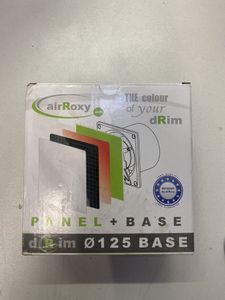 airRoxy
THE colour
of your
dRim
PANEL + BASE
dRim Ø125 BASE